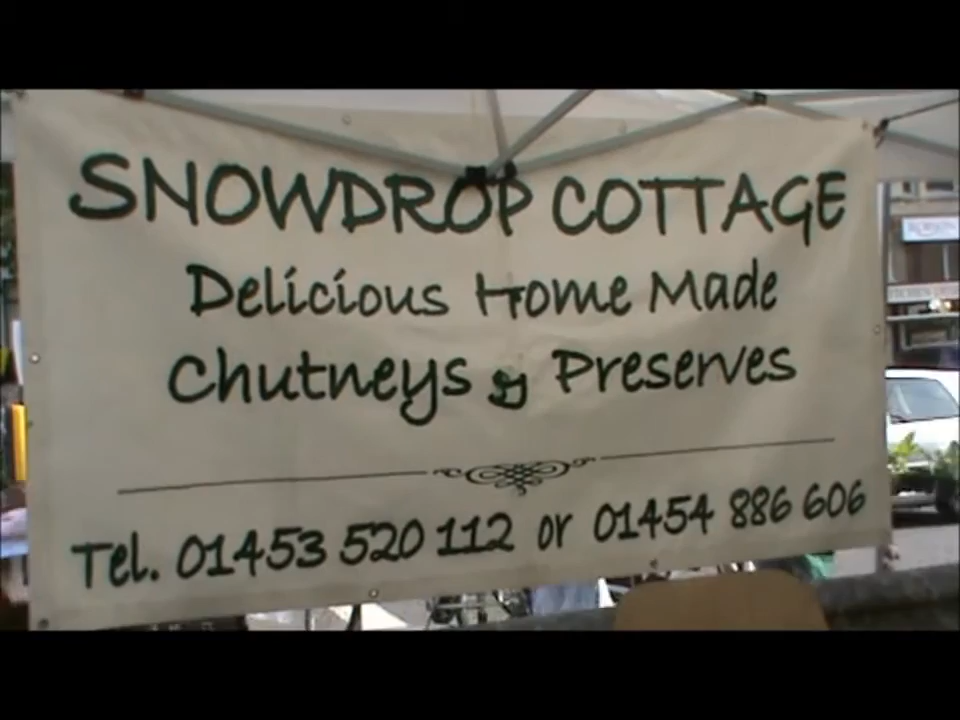 SNOWDROP COTTAGE
Delicious Home Made
Chutneys & Preserves
Tel. 01453 520 112 or 01454 886 606